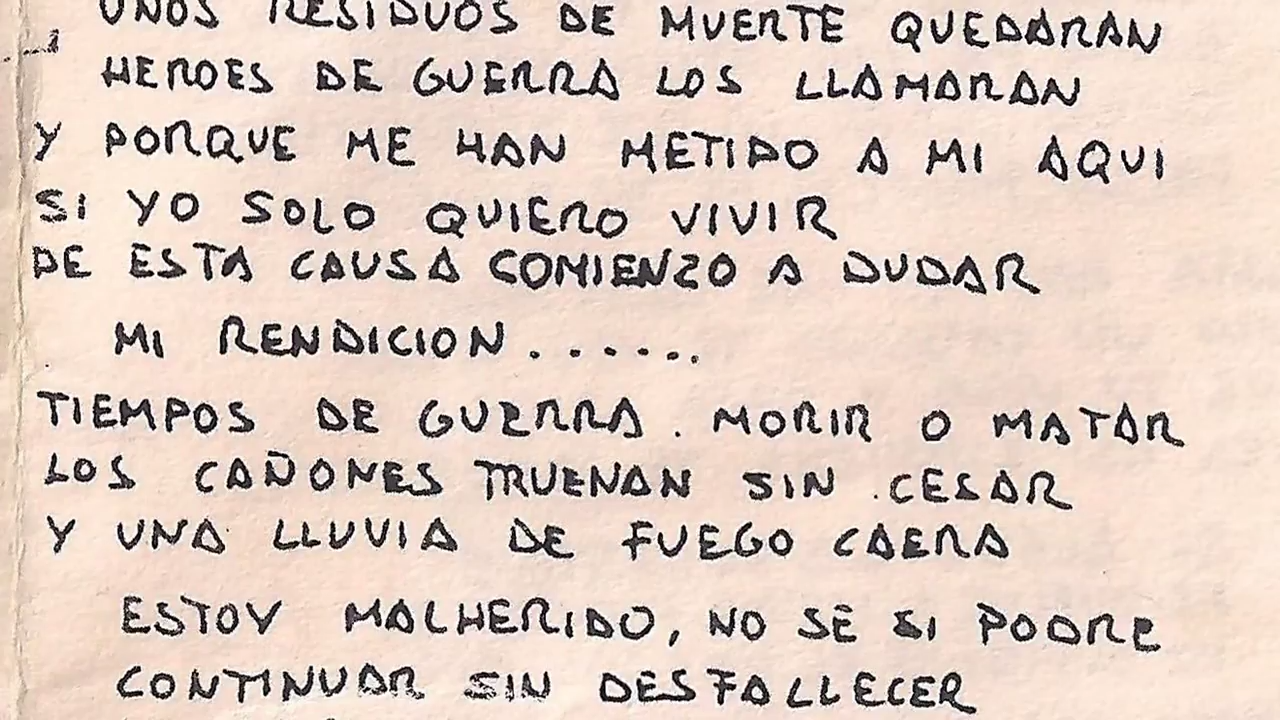 UNOS RESIDUOS DE MUERTE QUEDARAN
HEROES DE GUERRA LOS LLAMARAN
Y PORQUE ME HAN METIDO A MI AQUI
SI YO SOLO QUIERO VIVIR
DE ESTA CAUSA COMIENZO A DUDAR
MI RENDICION.......
TIEMPOS DE GUERRA. MORIR O MATAR
LOS CAÑONES TRUENAN SIN CESAR
Y UNA LLUVIA DE FUEGO CAERA
ESTOY MALHERIDO, NO SE SI PODRE
CONTINUAR SIN DESFALLECER